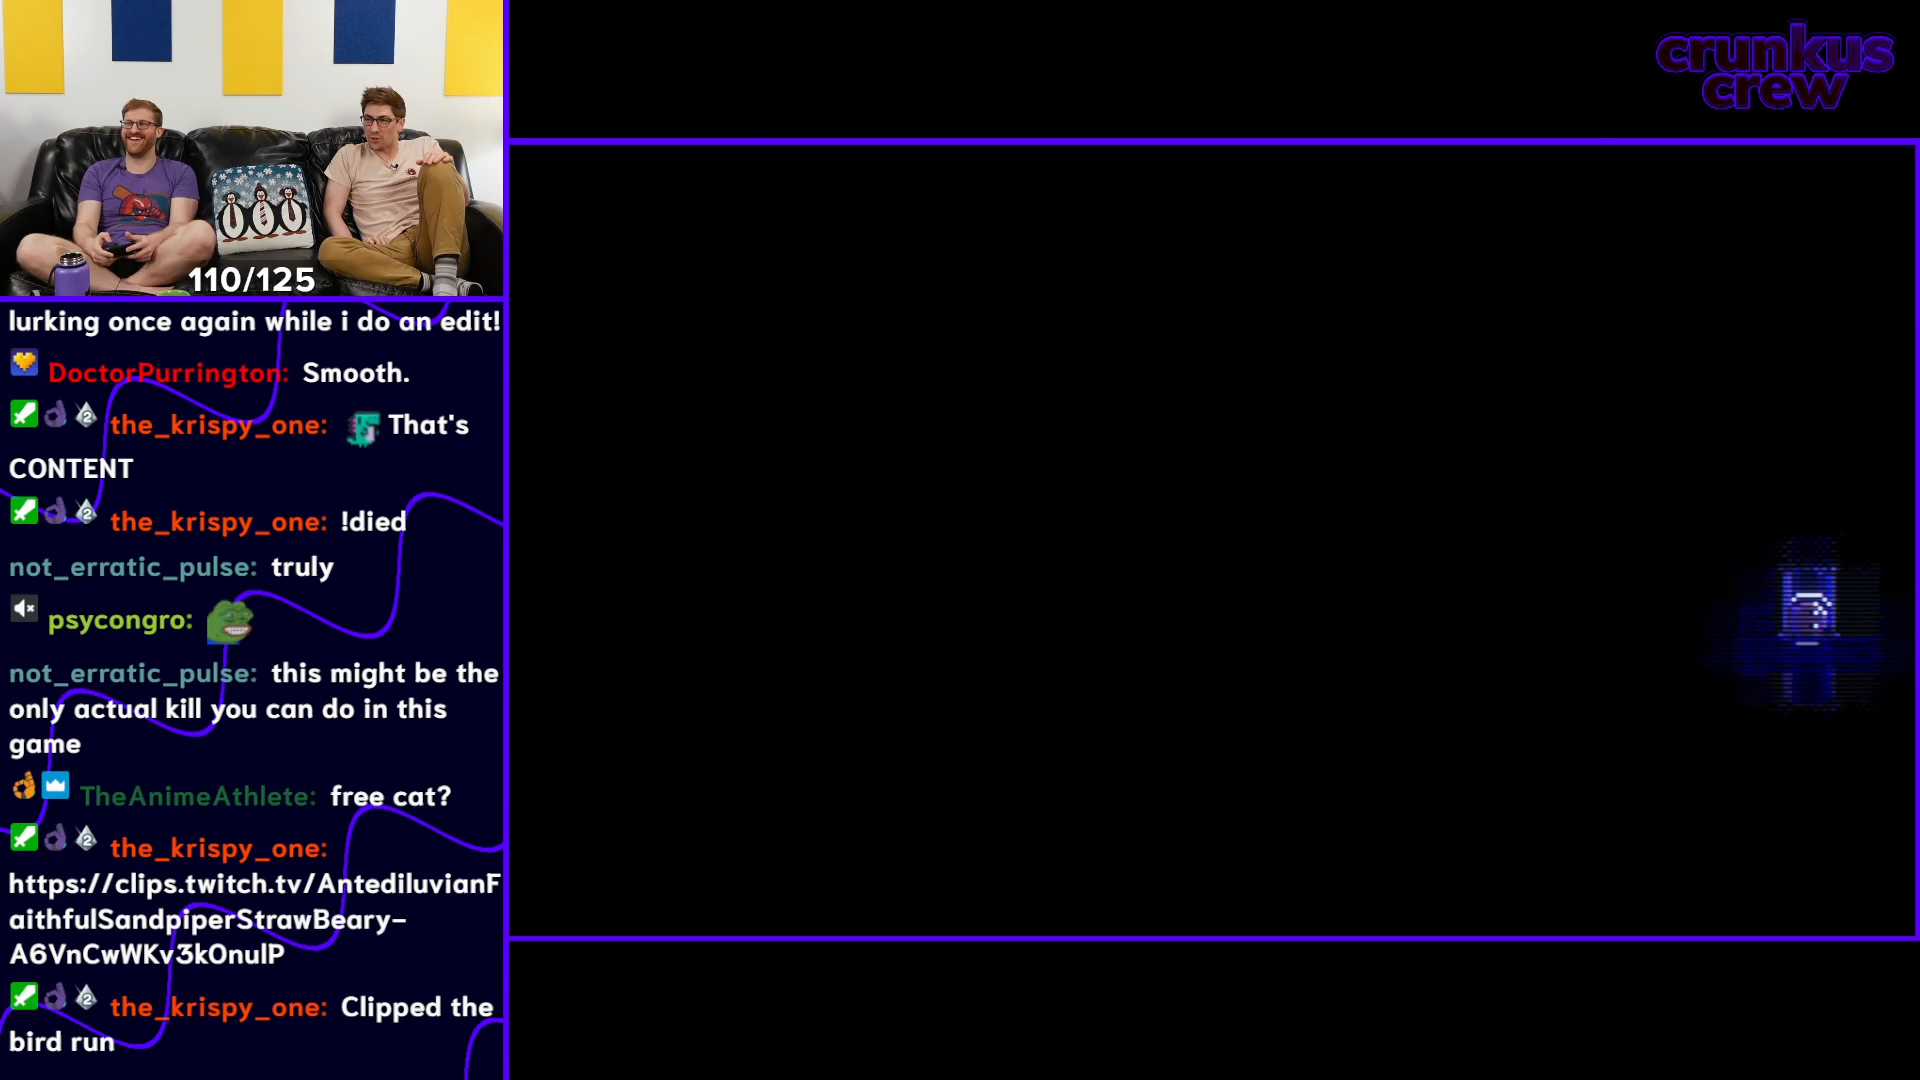 crunkus
crew
110/125
lurking once again while i do an edit!
DoctorPurrington: Smooth.
the_krispy_one: That's
CONTENT
the_krispy_one: !died
not_erratic_pulse: truly
psycongro:
not_erratic_pulse: this might be the
only actual kill you can do in this
game
TheAnimeAthlete: free cat?
the_krispy_one:
https://clips.twitch.tv/AntediluvianF
aithfulSandpiperStrawBeary-
A6VnCwWKv3kOnulP
the_krispy_one: Clipped the
bird run